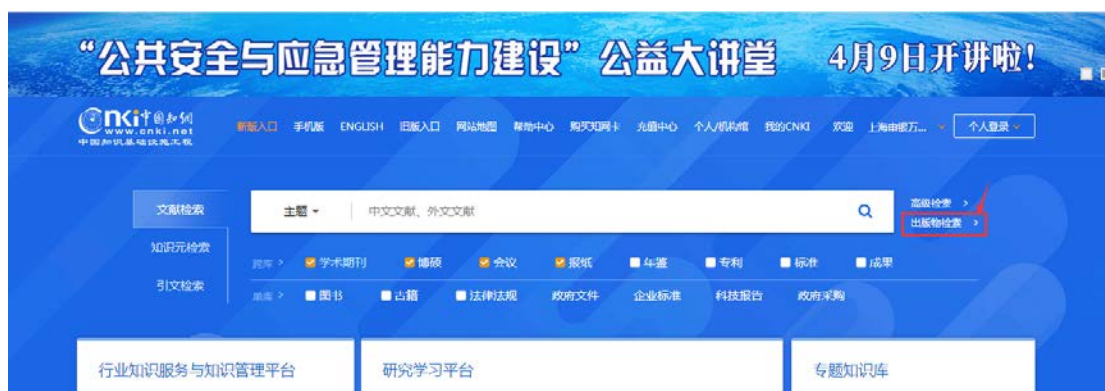 “公共安全与应急管理能力建设”公益大讲堂 4月9日开讲啦!
cnki中国知网
www.cnki.net
中国知识基础设施工程
新版入口 手机版 ENGLISH 旧版入口 网站地图 帮助中心 购买知网卡 充值中心 个人/机构馆 我的CNKI 欢迎 上海申银万... 个人登录
文献检索 主题 中文文献、外文文献 高级检索 >
出版物检索 >
知识元检索 跨库 > 学术期刊 博硕 会议 报纸 年鉴 专利 标准 成果
引文检索 单库 > 图书 古籍 法律法规 政府文件 企业标准 科技报告 政府采购
行业知识服务与知识管理平台 研究学习平台 专题知识库